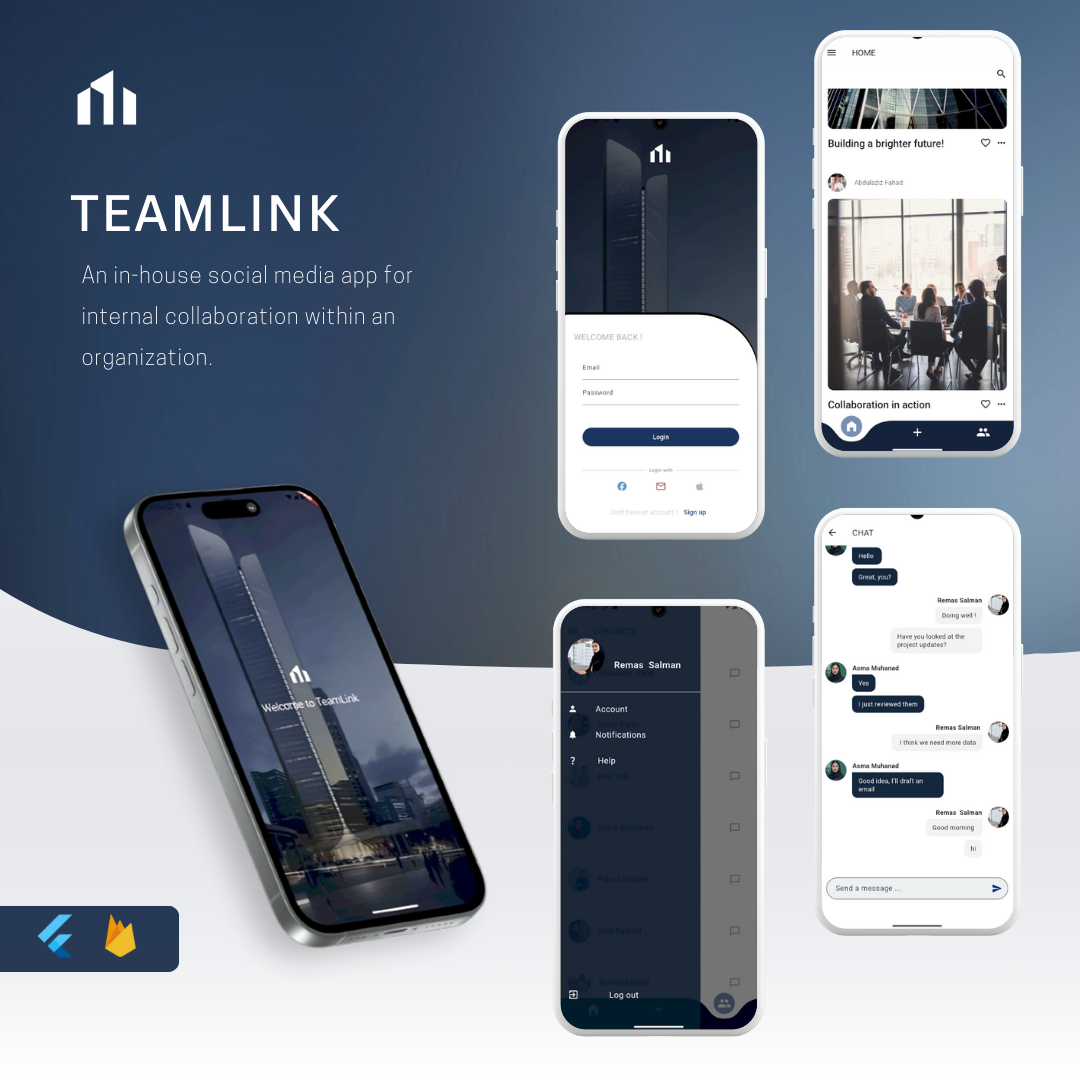 TEAMLINK
An in-house social media app for
internal collaboration within an
organization.
Welcome to TeamLink
WELCOME BACK !
Email
Password
Login
Login with
Dont have an account ? Sign up
HOME
Building a brighter future!
Abdulaziz Fahad
Collaboration in action
CONTACTS
Remas Salman
Account
Notifications
? Help
Asma Muhanad
Log out
CHAT
Hello
Great, you?
Remas Salman
Doing well !
Have you looked at the
project updates?
Asma Muhanad
Yes
I just reviewed them
Remas Salman
I think we need more data
Asma Muhanad
Good idea, I'll draft an
email
Remas Salman
Good morning
hi
Send a message ...